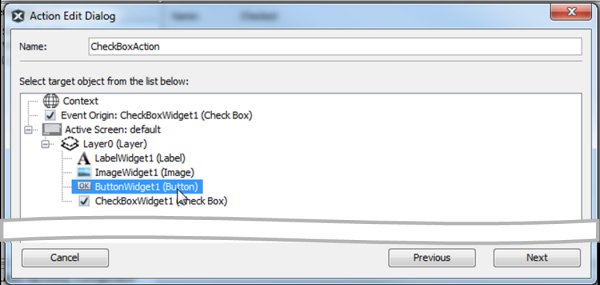 Action Edit Dialog
Name: CheckBoxAction
Select target object from the list below:
Context
Event Origin: CheckBoxWidget1 (Check Box)
Active Screen: default
Layer0 (Layer)
LabelWidget1 (Label)
ImageWidget1 (Image)
OK ButtonWidget1 (Button)
CheckBoxWidget1 (Check Box)
Cancel Previous Next